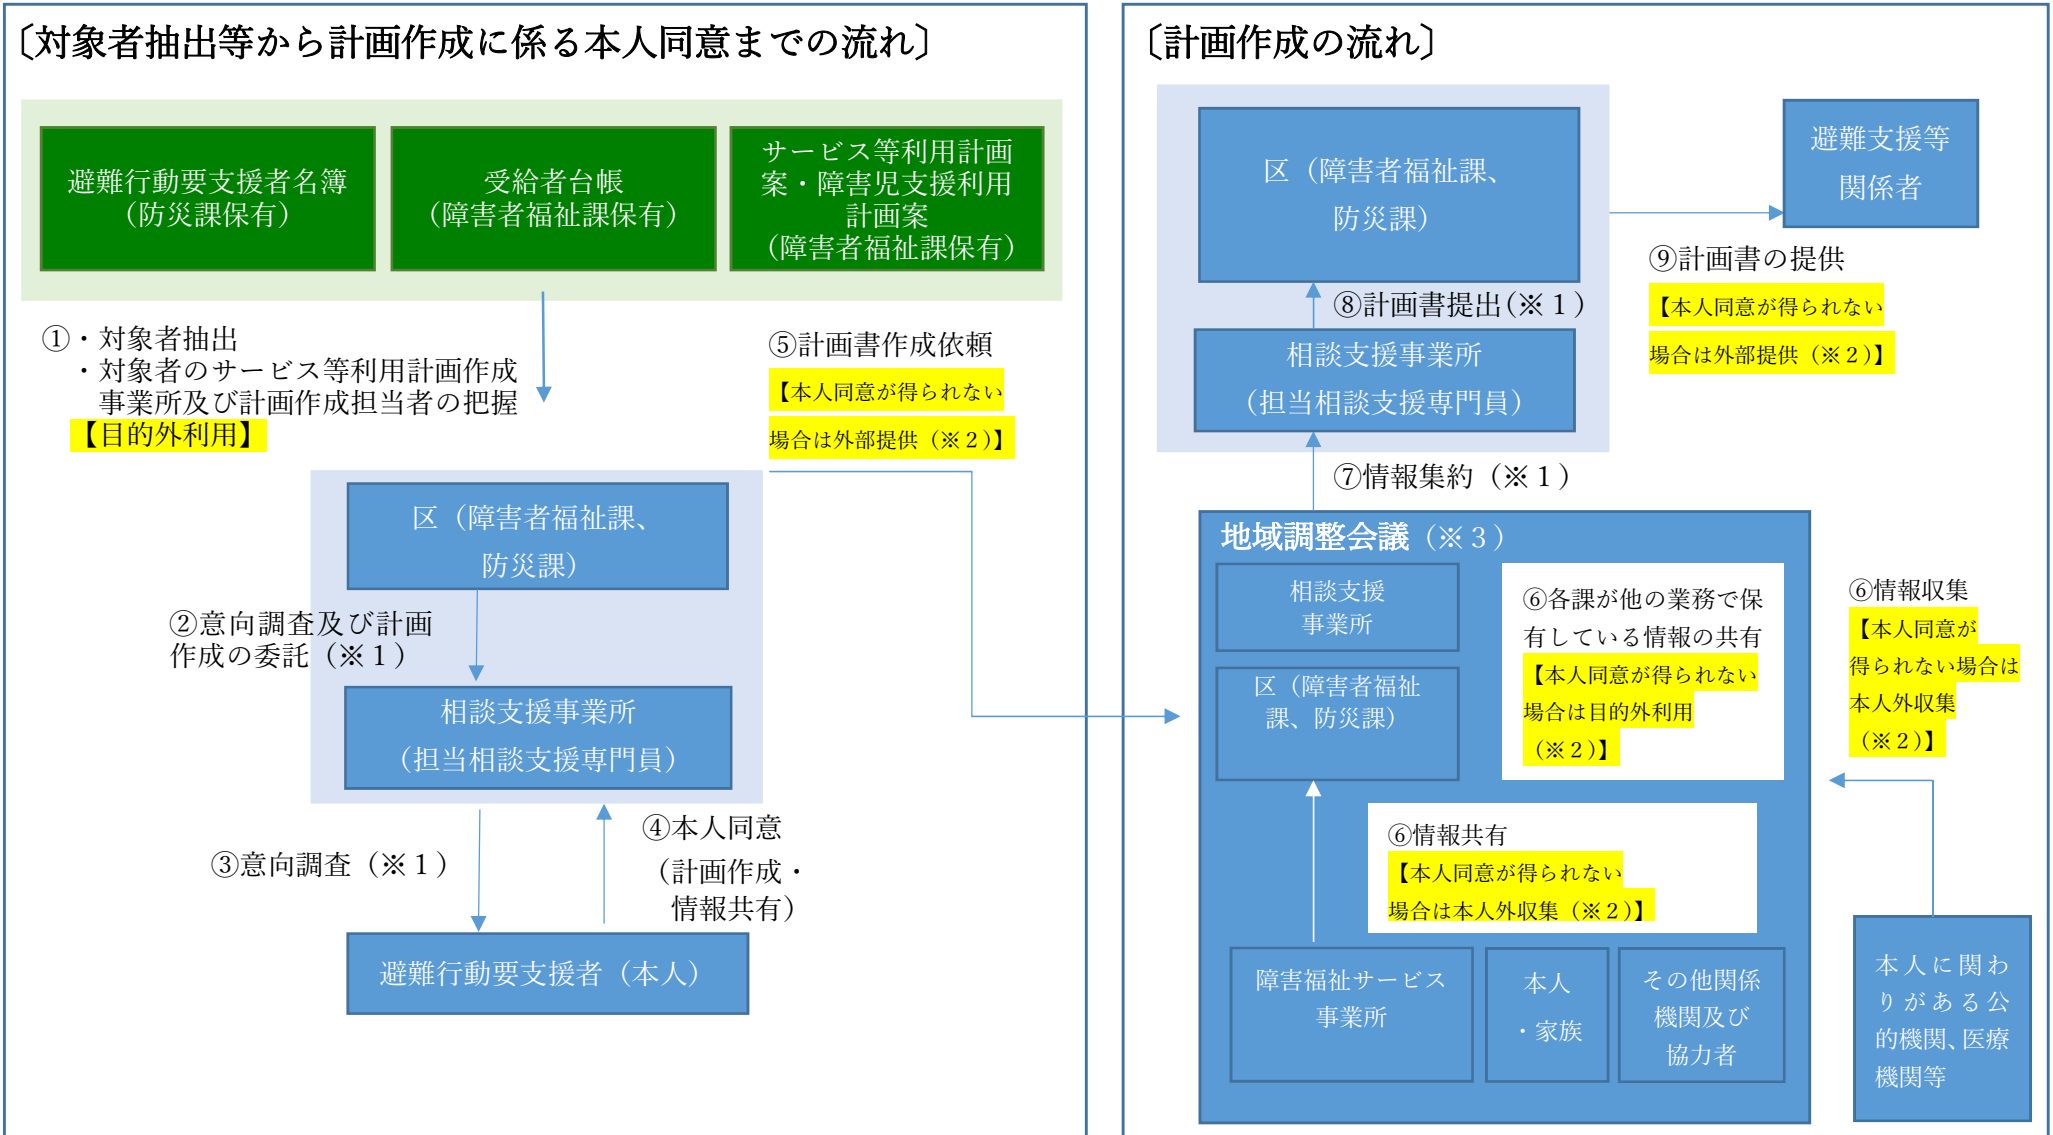 〔対象者抽出等から計画作成に係る本人同意までの流れ〕
避難行動要支援者名簿
（防災課保有）
受給者台帳
（障害者福祉課保有）
サービス等利用計画
案・障害児支援利用
計画案
（障害者福祉課保有）
①・対象者抽出
・対象者のサービス等利用計画作成
事業所及び計画作成担当者の把握
【目的外利用】
⑤計画書作成依頼
【本人同意が得られない
場合は外部提供（※２）】
区（障害者福祉課、
防災課）
②意向調査及び計画
作成の委託（※１）
相談支援事業所
（担当相談支援専門員）
③意向調査（※１）
④本人同意
（計画作成・
情報共有）
避難行動要支援者（本人）
〔計画作成の流れ〕
区（障害者福祉課、
防災課）
避難支援等
関係者
⑨計画書の提供
【本人同意が得られない
場合は外部提供（※２）】
⑧計画書提出（※１）
相談支援事業所
（担当相談支援専門員）
⑦情報集約（※１）
地域調整会議（※３）
相談支援
事業所
区（障害者福祉
課、防災課）
⑥各課が他の業務で保
有している情報の共有
【本人同意が得られない
場合は目的外利用
（※２）】
⑥情報共有
【本人同意が得られない
場合は本人外収集（※２）】
障害福祉サービス
事業所
本人
・家族
その他関係
機関及び
協力者
⑥情報収集
【本人同意が
得られない場合は
本人外収集
（※２）】
本人に関わ
りがある公
的機関、医療
機関等